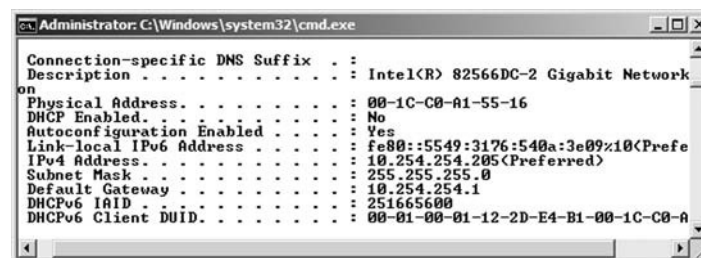 Administrator: C:\Windows\system32\cmd.exe
Connection-specific DNS Suffix . :
Description . . . . . . . . . . . : Intel(R) 82566DC-2 Gigabit Network
on
Physical Address. . . . . . . . . : 00-1C-C0-A1-55-16
DHCP Enabled. . . . . . . . . . . : No
Autoconfiguration Enabled . . . . : Yes
Link-local IPv6 Address . . . . . : fe80::5549:3176:540a:3e09%10(Prefe
IPv4 Address. . . . . . . . . . . : 10.254.254.205(Preferred)
Subnet Mask . . . . . . . . . . . : 255.255.255.0
Default Gateway . . . . . . . . . : 10.254.254.1
DHCPv6 IAID . . . . . . . . . . . : 251665600
DHCPv6 Client DUID. . . . . . . . : 00-01-00-01-12-2D-E4-B1-00-1C-C0-A